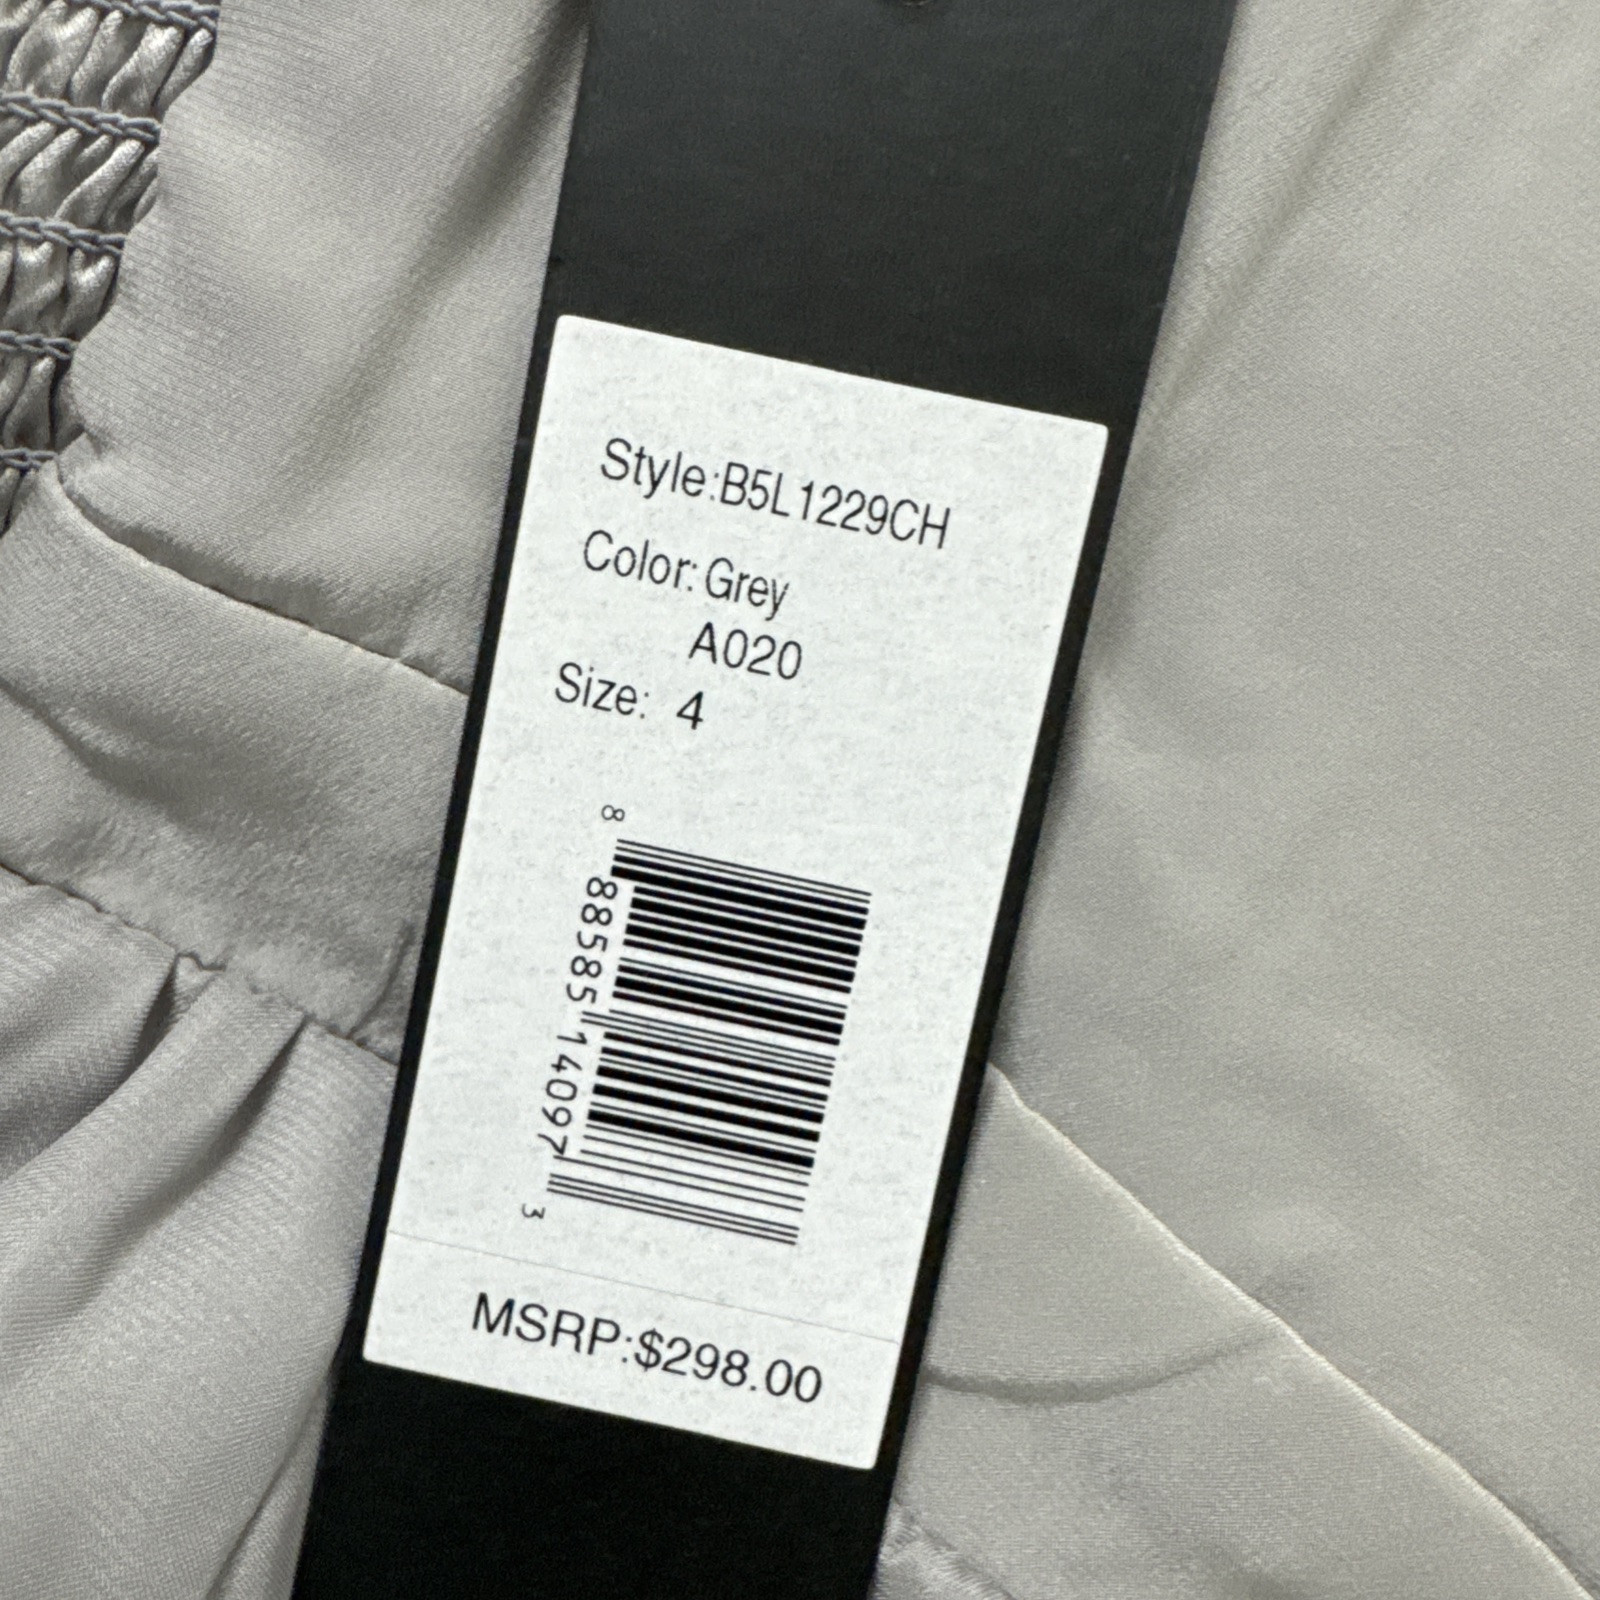 Style:B5L1229CH
Color: Grey
A020
Size: 4
8 88585 14097 3
MSRP:$298.00